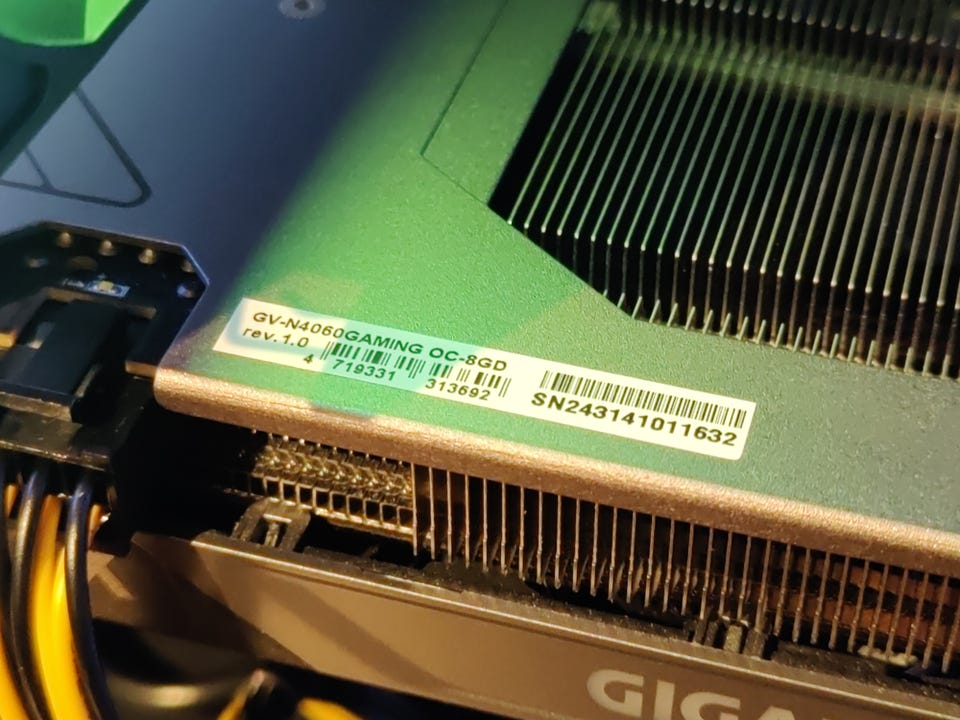 GV-N4060GAMING OC-8GD
rev.1.0
4 719331 313692
SN243141011632
GIGA